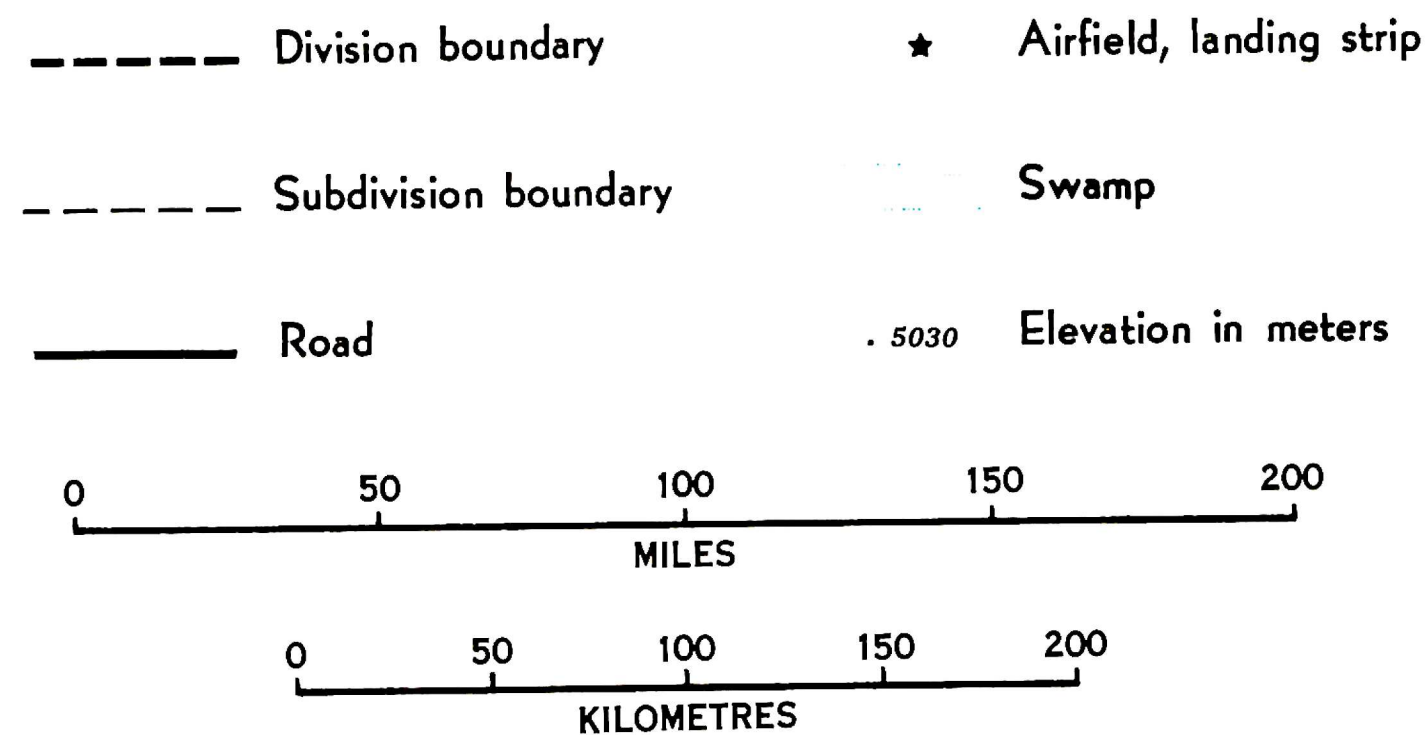 Division boundary
Airfield, landing strip
Subdivision boundary
Swamp
Road
. 5030 Elevation in meters
0 50 100 150 200
MILES
0 50 100 150 200
KILOMETRES